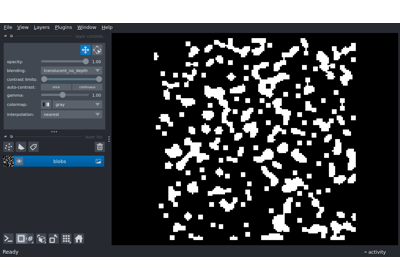 File View Layers Plugins Window Help
opacity: 1.00
blending: translucent_no_depth
contrast limits:
auto-contrast: once continuous
gamma: 1.00
colormap: gray
interpolation: nearest
blobs
Ready activity